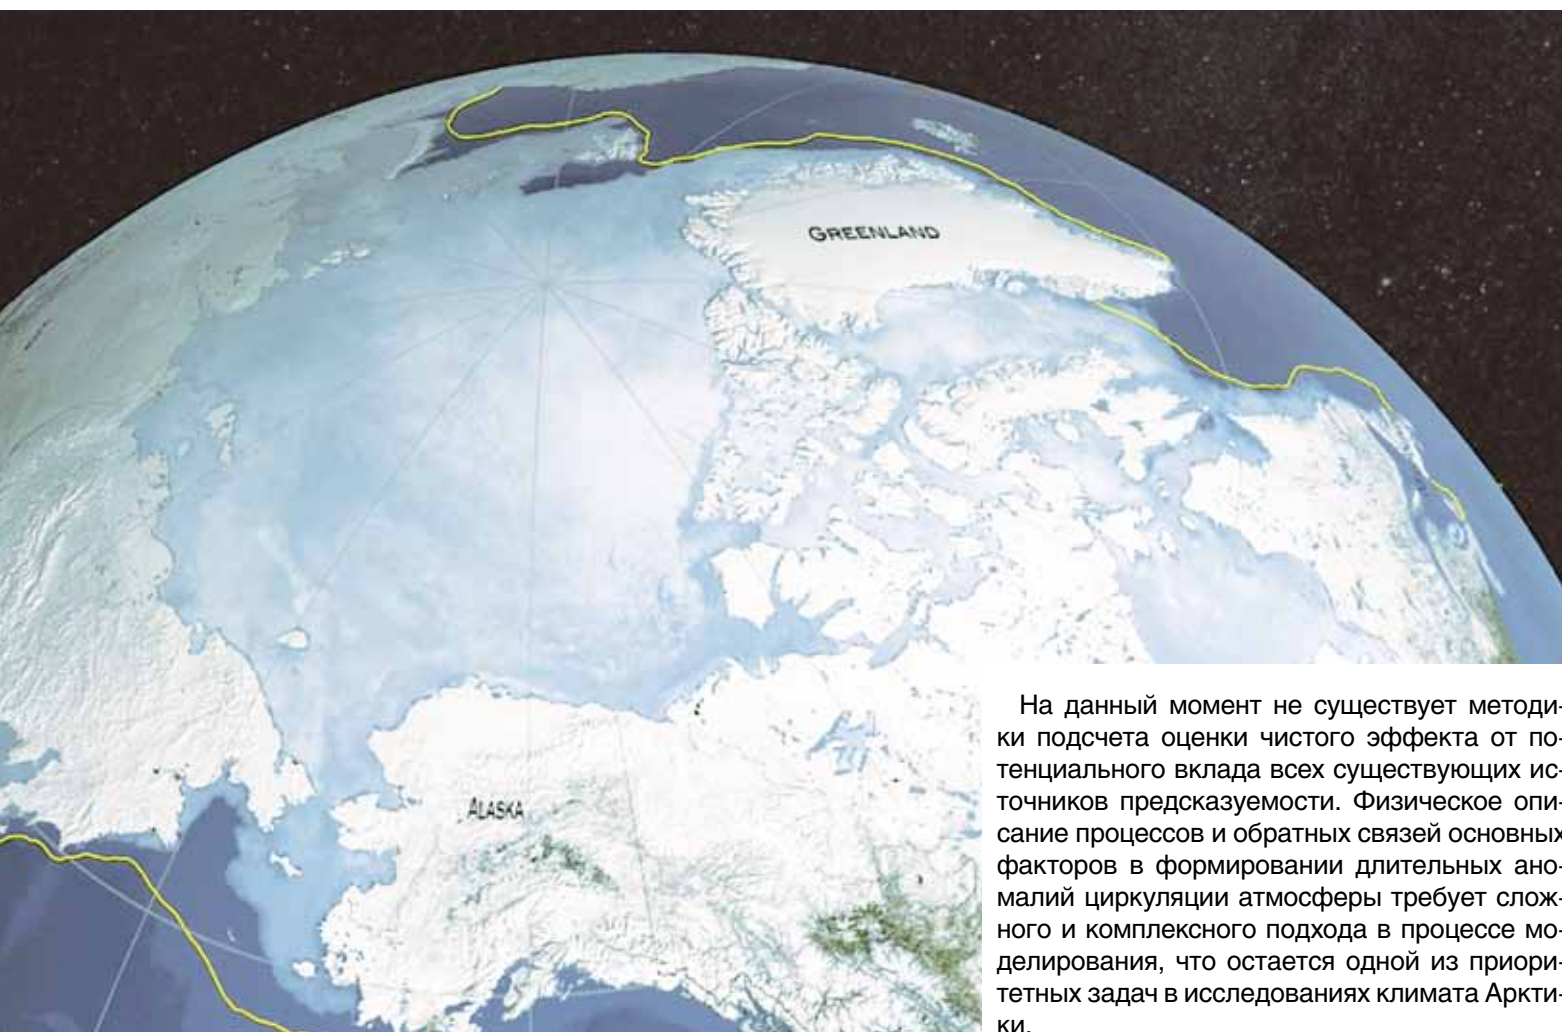 GREENLAND
ALASKA
На данный момент не существует методи-
ки подсчета оценки чистого эффекта от по-
тенциального вклада всех существующих ис-
точников предсказуемости. Физическое опи-
сание процессов и обратных связей основных
факторов в формировании длительных ано-
малий циркуляции атмосферы требует слож-
ного и комплексного подхода в процессе мо-
делирования, что остается одной из приори-
тетных задач в исследованиях климата Аркти-
ки.